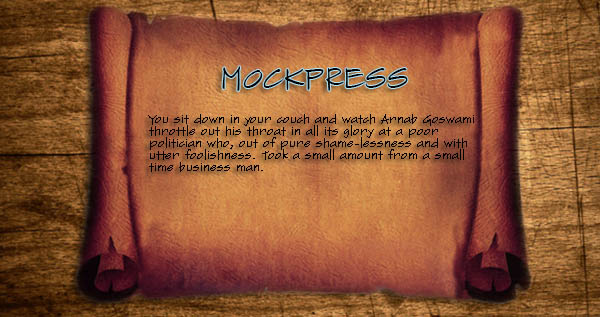 MOCKPRESS
You sit down in your couch and watch Arnab Goswami
throttle out his throat in all its glory at a poor
politician who, out of pure shame-lessness and with
utter foolishness. Took a small amount from a small
time business man.